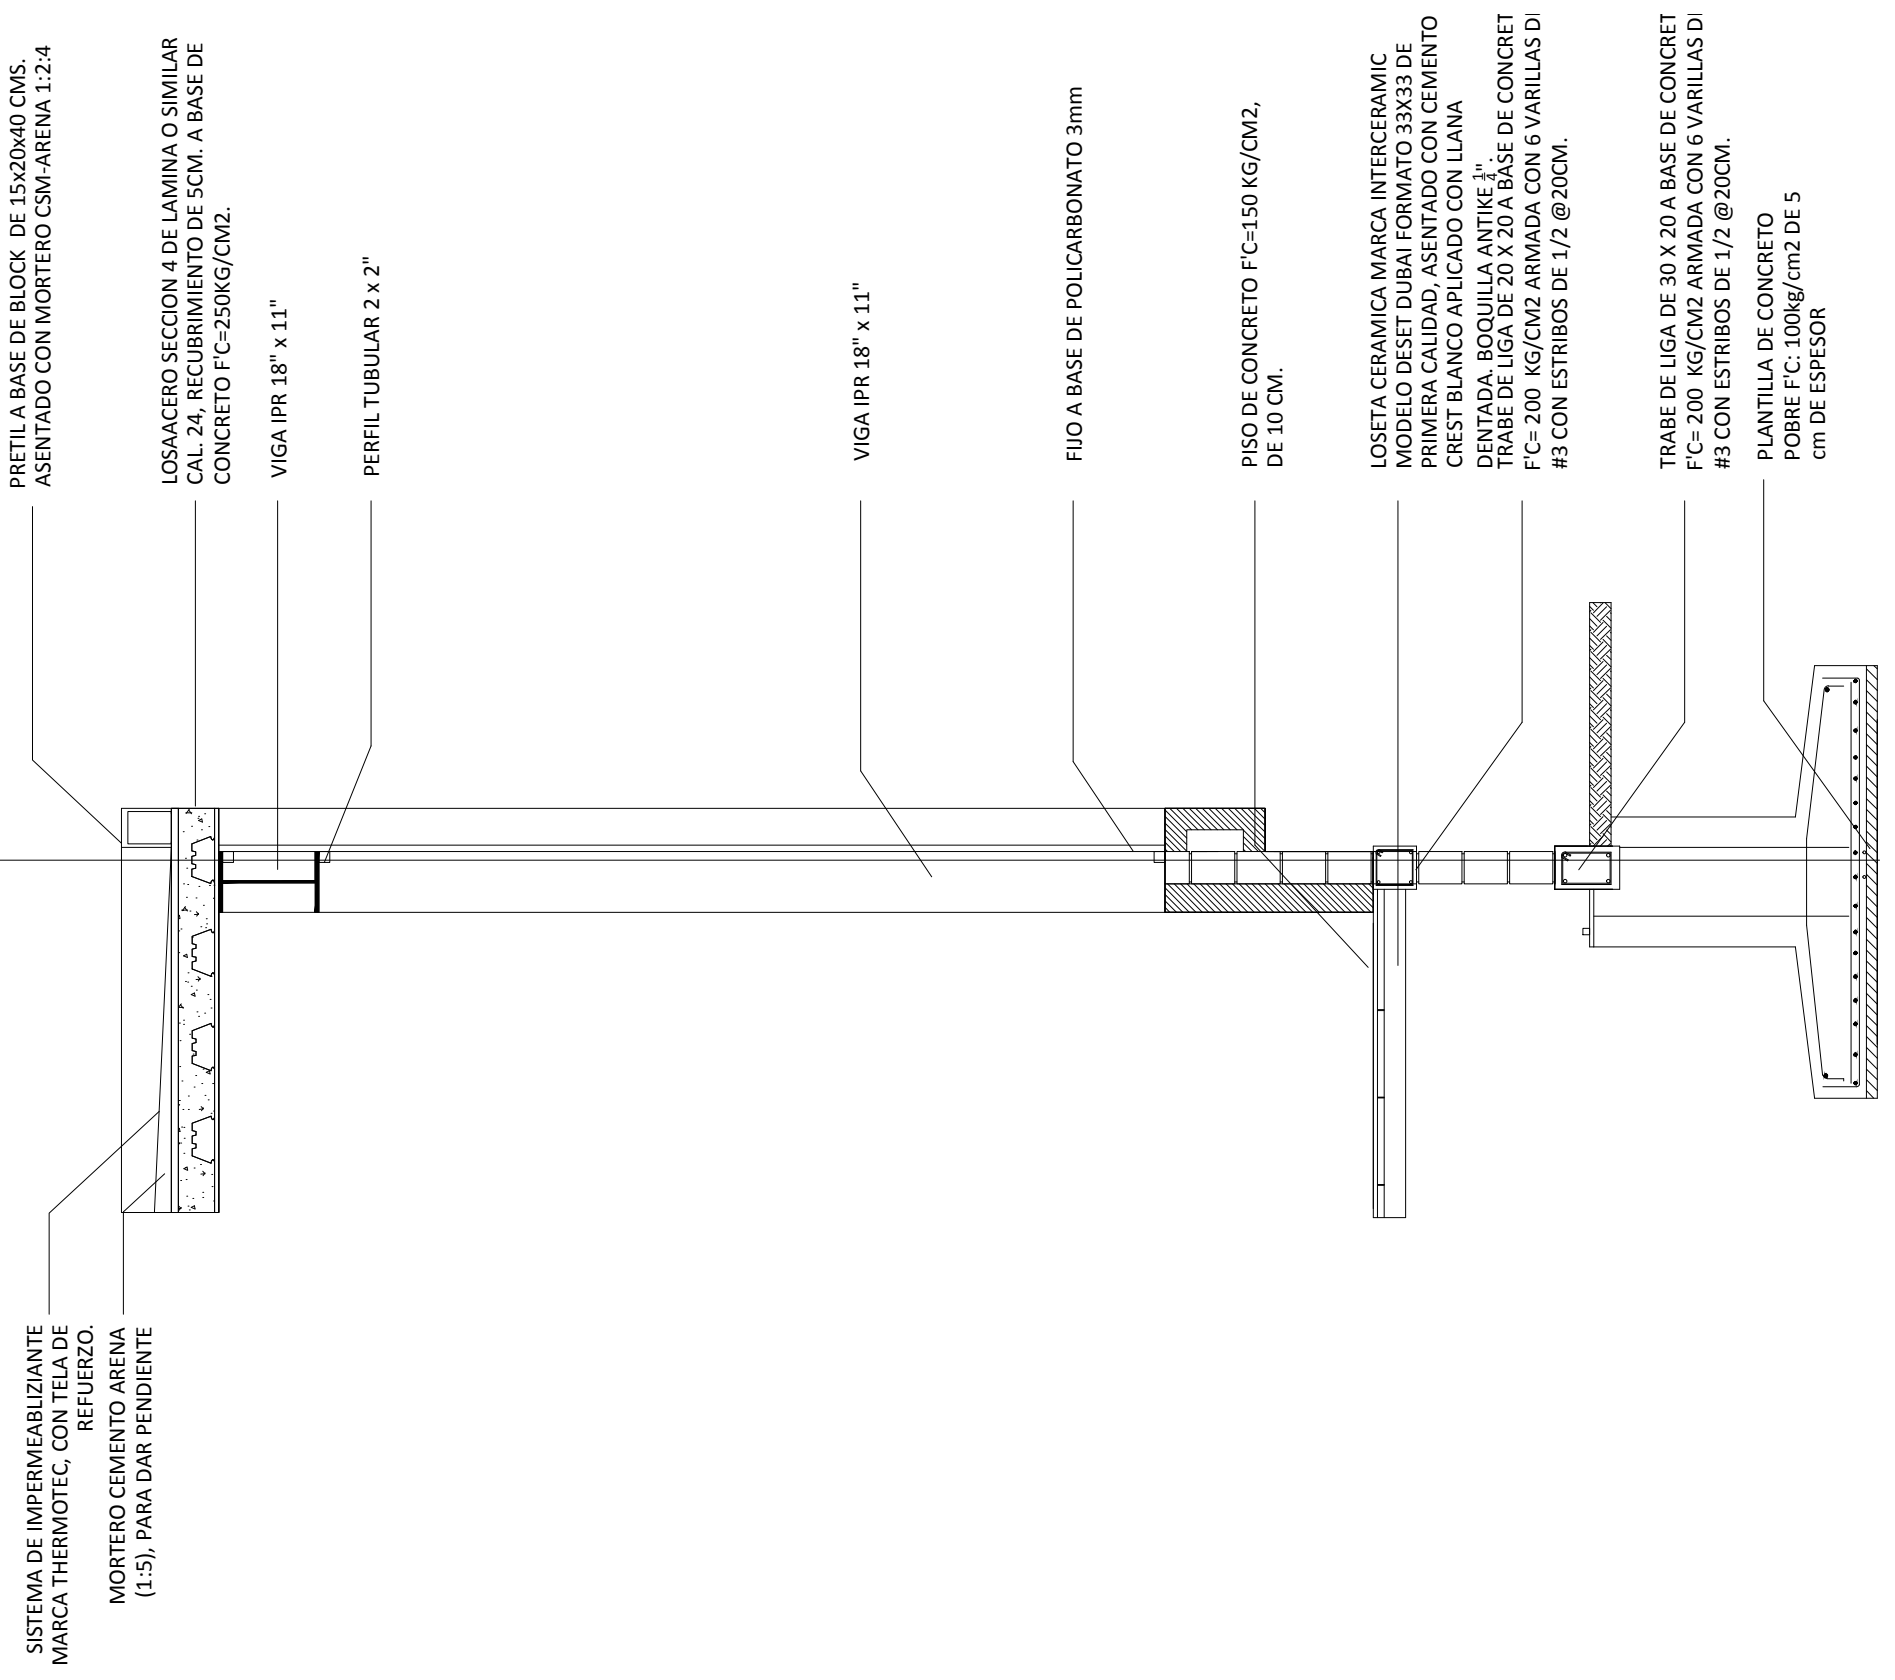 PRETIL A BASE DE BLOCK DE 15x20x40 CMS.
ASENTADO CON MORTERO CSM-ARENA 1:2:4
LOSAACERO SECCION 4 DE LAMINA O SIMILAR
CAL. 24, RECUBRIMIENTO DE 5CM. A BASE DE
CONCRETO F'C=250KG/CM2.
VIGA IPR 18" x 11"
PERFIL TUBULAR 2 x 2"
VIGA IPR 18" x 11"
FIJO A BASE DE POLICARBONATO 3mm
PISO DE CONCRETO F'C=150 KG/CM2,
DE 10 CM.
LOSETA CERAMICA MARCA INTERCERAMIC
MODELO DESET DUBAI FORMATO 33X33 DE
PRIMERA CALIDAD, ASENTADO CON CEMENTO
CREST BLANCO APLICADO CON LLANA
DENTADA. BOQUILLA ANTIKE 1/4".
TRABE DE LIGA DE 20 X 20 A BASE DE CONCRET
F'C= 200 KG/CM2 ARMADA CON 6 VARILLAS D
#3 CON ESTRIBOS DE 1/2 @20CM.
TRABE DE LIGA DE 30 X 20 A BASE DE CONCRET
F'C= 200 KG/CM2 ARMADA CON 6 VARILLAS D
#3 CON ESTRIBOS DE 1/2 @20CM.
PLANTILLA DE CONCRETO
POBRE F'C: 100kg/cm2 DE 5
cm DE ESPESOR
SISTEMA DE IMPERMEABLIZIANTE
MARCA THERMOTEC, CON TELA DE
REFUERZO.
MORTERO CEMENTO ARENA
(1:5), PARA DAR PENDIENTE